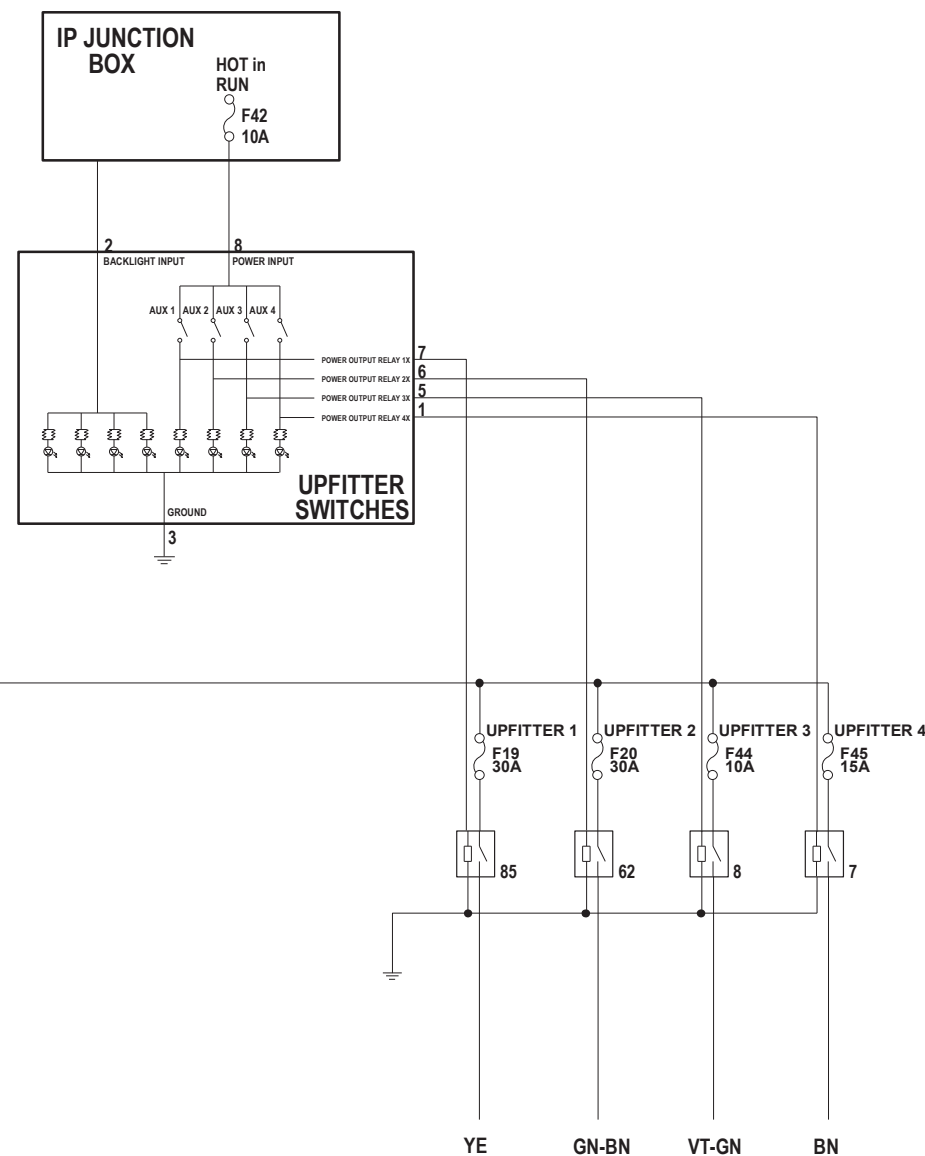 IP JUNCTION
BOX
HOT in
RUN
F42
10A
2
8
BACKLIGHT INPUT
POWER INPUT
AUX 1
AUX 2
AUX 3
AUX 4
POWER OUTPUT RELAY 1X
7
POWER OUTPUT RELAY 2X
6
POWER OUTPUT RELAY 3X
5
POWER OUTPUT RELAY 4X
1
UPFITTER
SWITCHES
GROUND
3
UPFITTER 1
F19
30A
UPFITTER 2
F20
30A
UPFITTER 3
F44
10A
UPFITTER 4
F45
15A
85
62
8
7
YE
GN-BN
VT-GN
BN